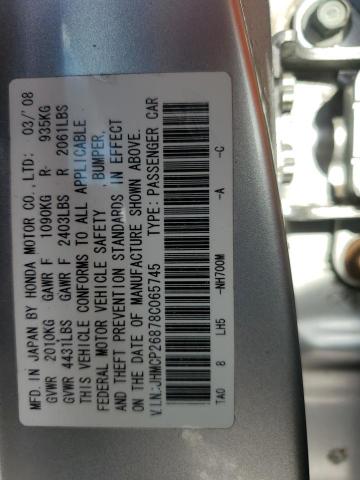 MFD. IN JAPAN BY HONDA MOTOR CO., LTD: 03/'08
GVWR 2010KG GAWR F 1090KG R- 935KG
GVWR 4431LBS GAWR F 2403LBS R 2061LBS
THIS VEHICLE CONFORMS TO ALL APPLICABLE
FEDERAL MOTOR VEHICLE SAFETY , BUMPER,
AND THEFT PREVENTION STANDARDS IN EFFECT
ON THE DATE OF MANUFACTURE SHOWN ABOVE.
V.I.N.:JHMCP26878C065745 TYPE: PASSENGER CAR
TA0 8 LH5 -NH700M -A -C